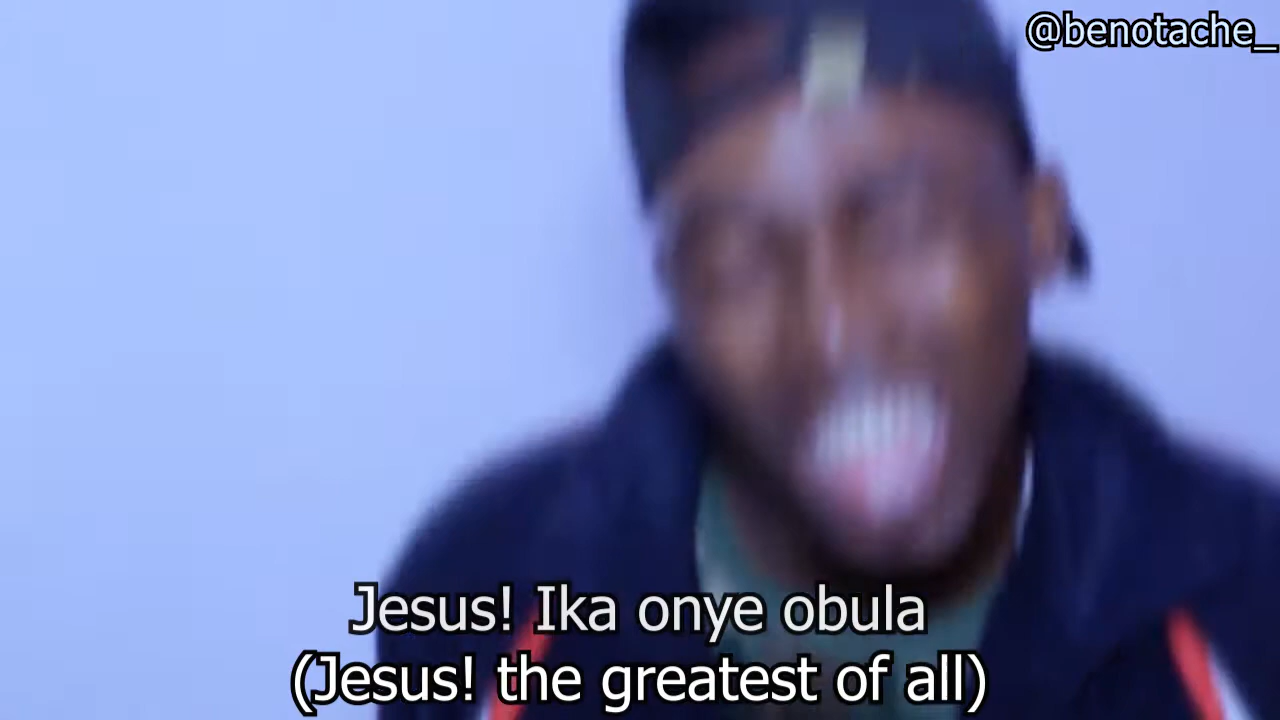 @benotache_
Jesus! Ika onye obula
(Jesus! the greatest of all)